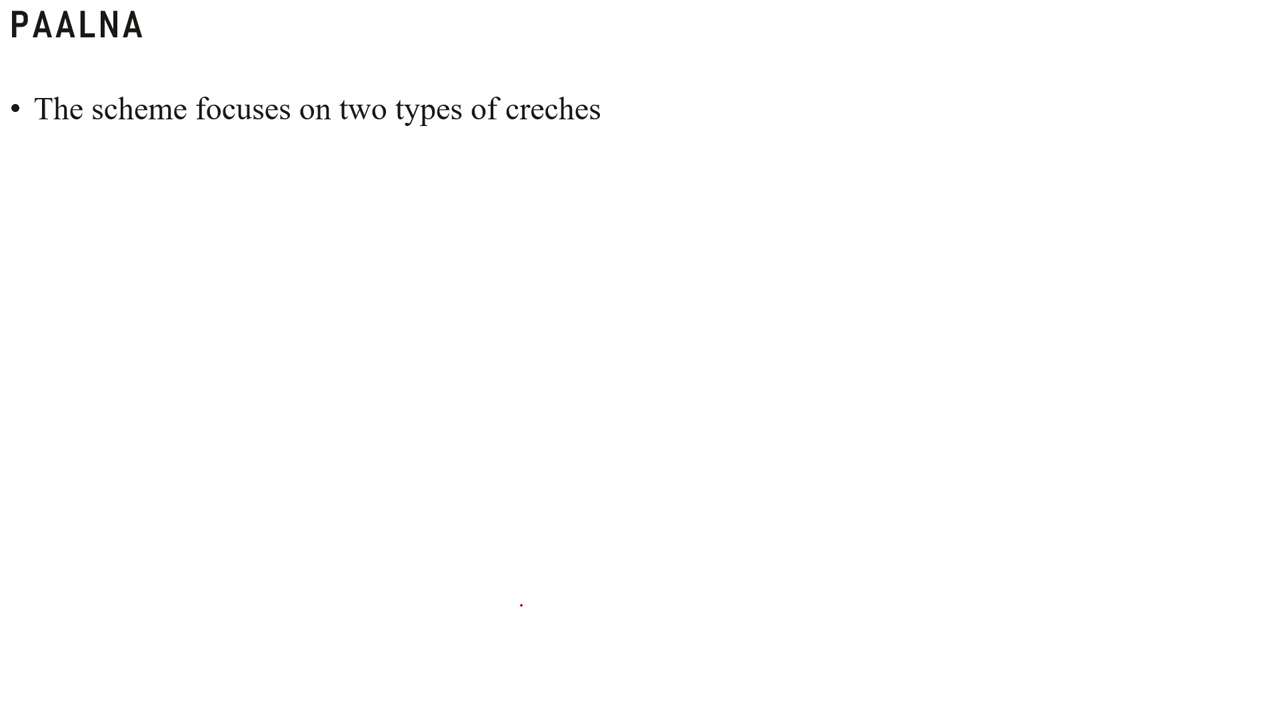 PAALNA
• The scheme focuses on two types of creches